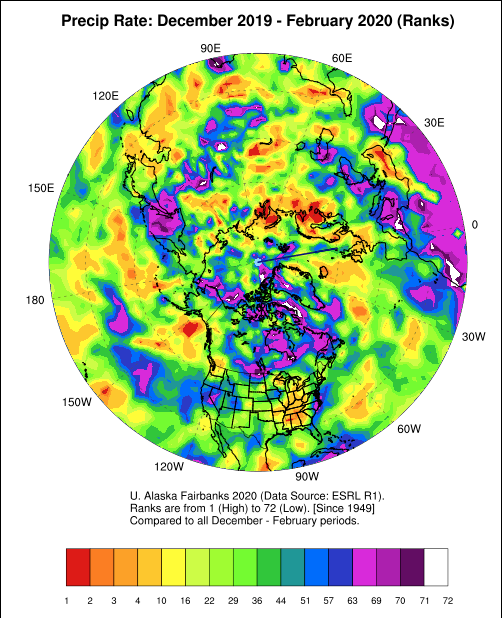 Precip Rate: December 2019 - February 2020 (Ranks)
90E
60E
120E
30E
150E
0
180
30W
150W
60W
120W
90W
U. Alaska Fairbanks 2020 (Data Source: ESRL R1).
Ranks are from 1 (High) to 72 (Low). [Since 1949]
Compared to all December - February periods.
1 2 3 4 10 16 22 29 36 44 51 57 63 69 70 71 72